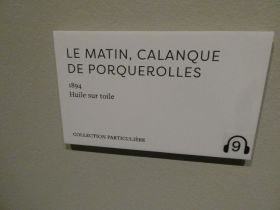 LE MATIN, CALANQUE
DE PORQUEROLLES
1894
Huile sur toile
COLLECTION PARTICULIÈRE
9